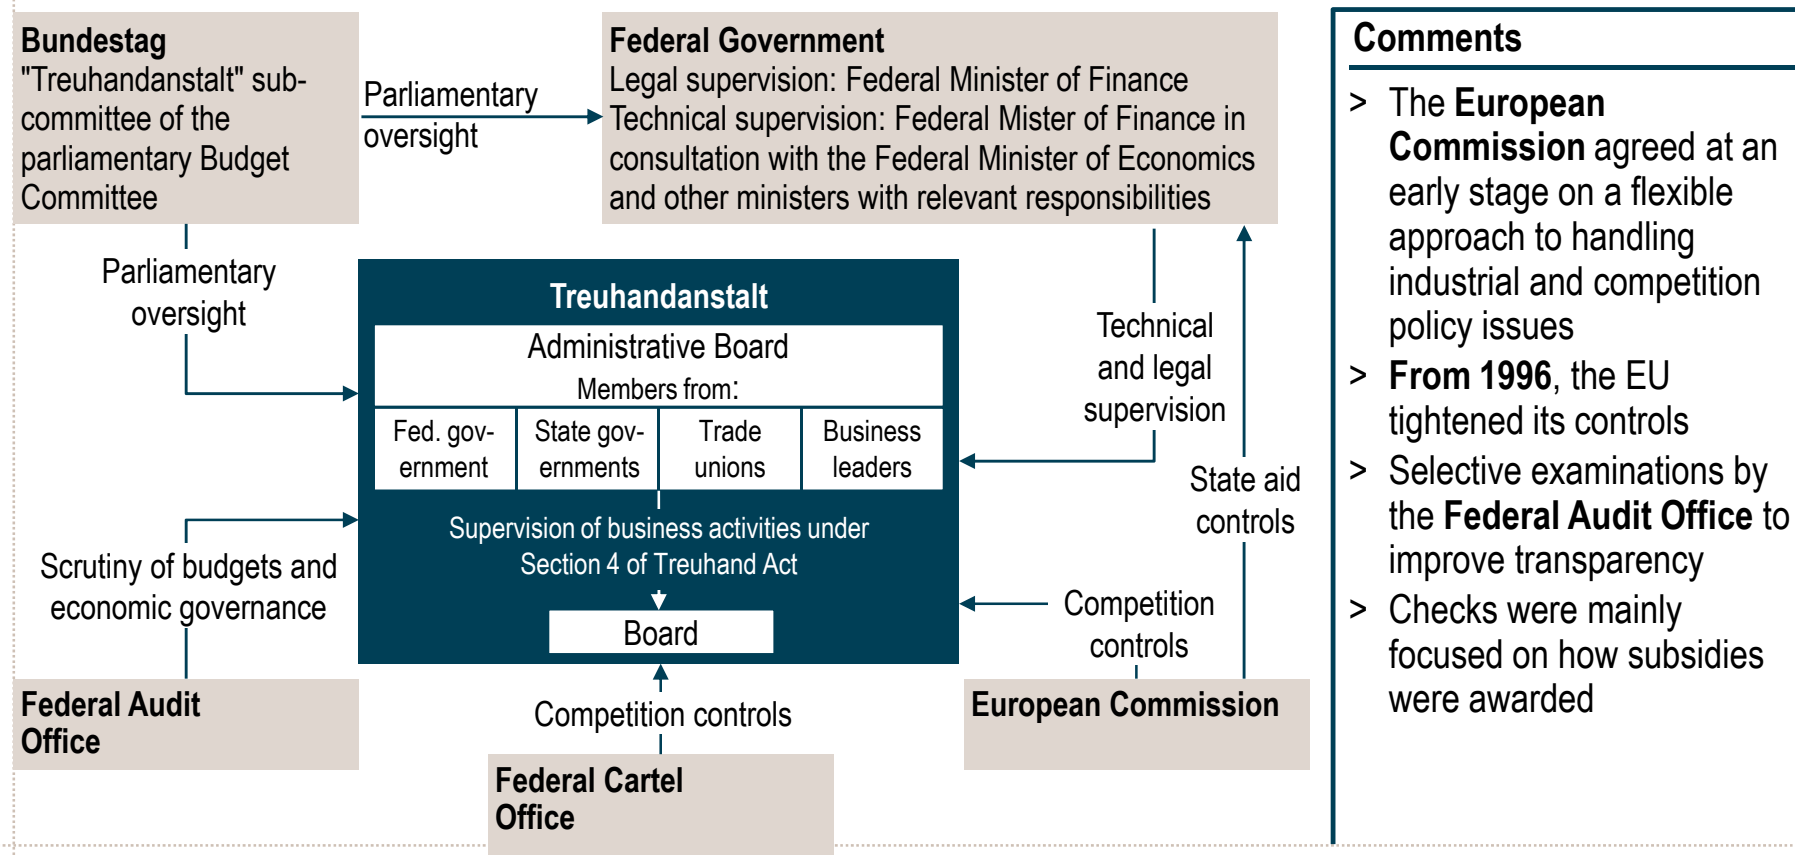 Bundestag
"Treuhandanstalt" sub-
committee of the
parliamentary Budget
Committee
Parliamentary
oversight
Federal Government
Legal supervision: Federal Minister of Finance
Technical supervision: Federal Mister of Finance in
consultation with the Federal Minister of Economics
and other ministers with relevant responsibilities
Parliamentary
oversight
Treuhandanstalt
Administrative Board
Members from:
Fed. gov-
ernment
State gov-
ernments
Trade
unions
Business
leaders
Supervision of business activities under
Section 4 of Treuhand Act
Board
Technical
and legal
supervision
State aid
controls
Scrutiny of budgets and
economic governance
Competition
controls
Federal Audit
Office
Competition controls
European Commission
Federal Cartel
Office
Comments
> The European
Commission agreed at an
early stage on a flexible
approach to handling
industrial and competition
policy issues
> From 1996, the EU
tightened its controls
> Selective examinations by
the Federal Audit Office to
improve transparency
> Checks were mainly
focused on how subsidies
were awarded